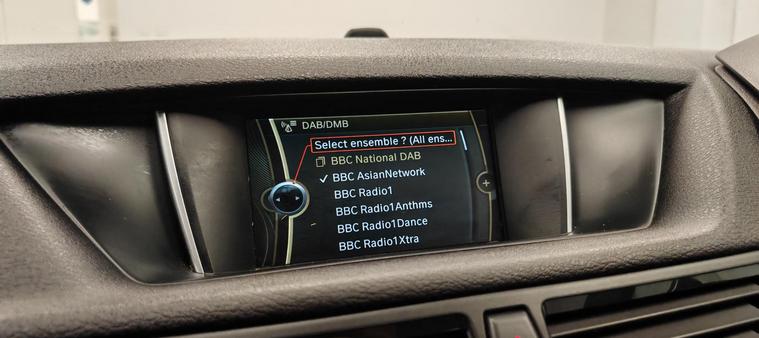 DAB/DMB
Select ensemble ? (All ens...
BBC National DAB
BBC AsianNetwork
BBC Radio1
BBC Radio1Anthms
BBC Radio1Dance
BBC Radio1Xtra